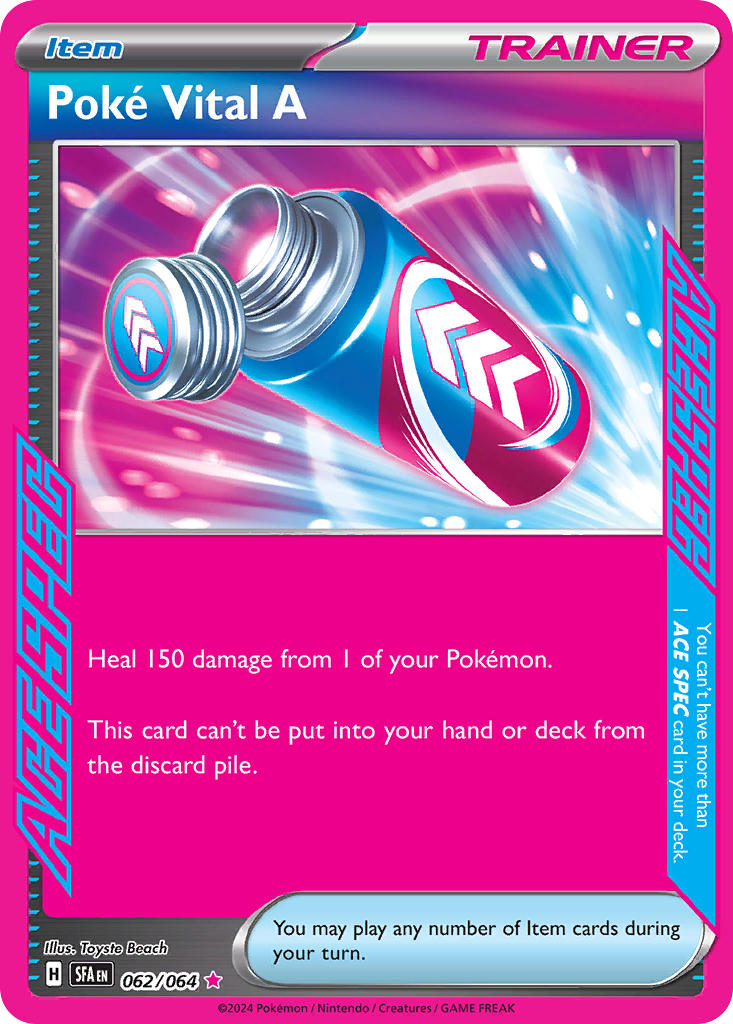 Item
TRAINER
Poké Vital A
ACE SPEC
ACE SPEC
Heal 150 damage from 1 of your Pokémon.
This card can't be put into your hand or deck from
the discard pile.
You can't have more than
1 ACE SPEC card in your deck.
You may play any number of Item cards during
your turn.
Illus. Toyste Beach
H SFA EN 062/064
©2024 Pokémon / Nintendo / Creatures / GAME FREAK